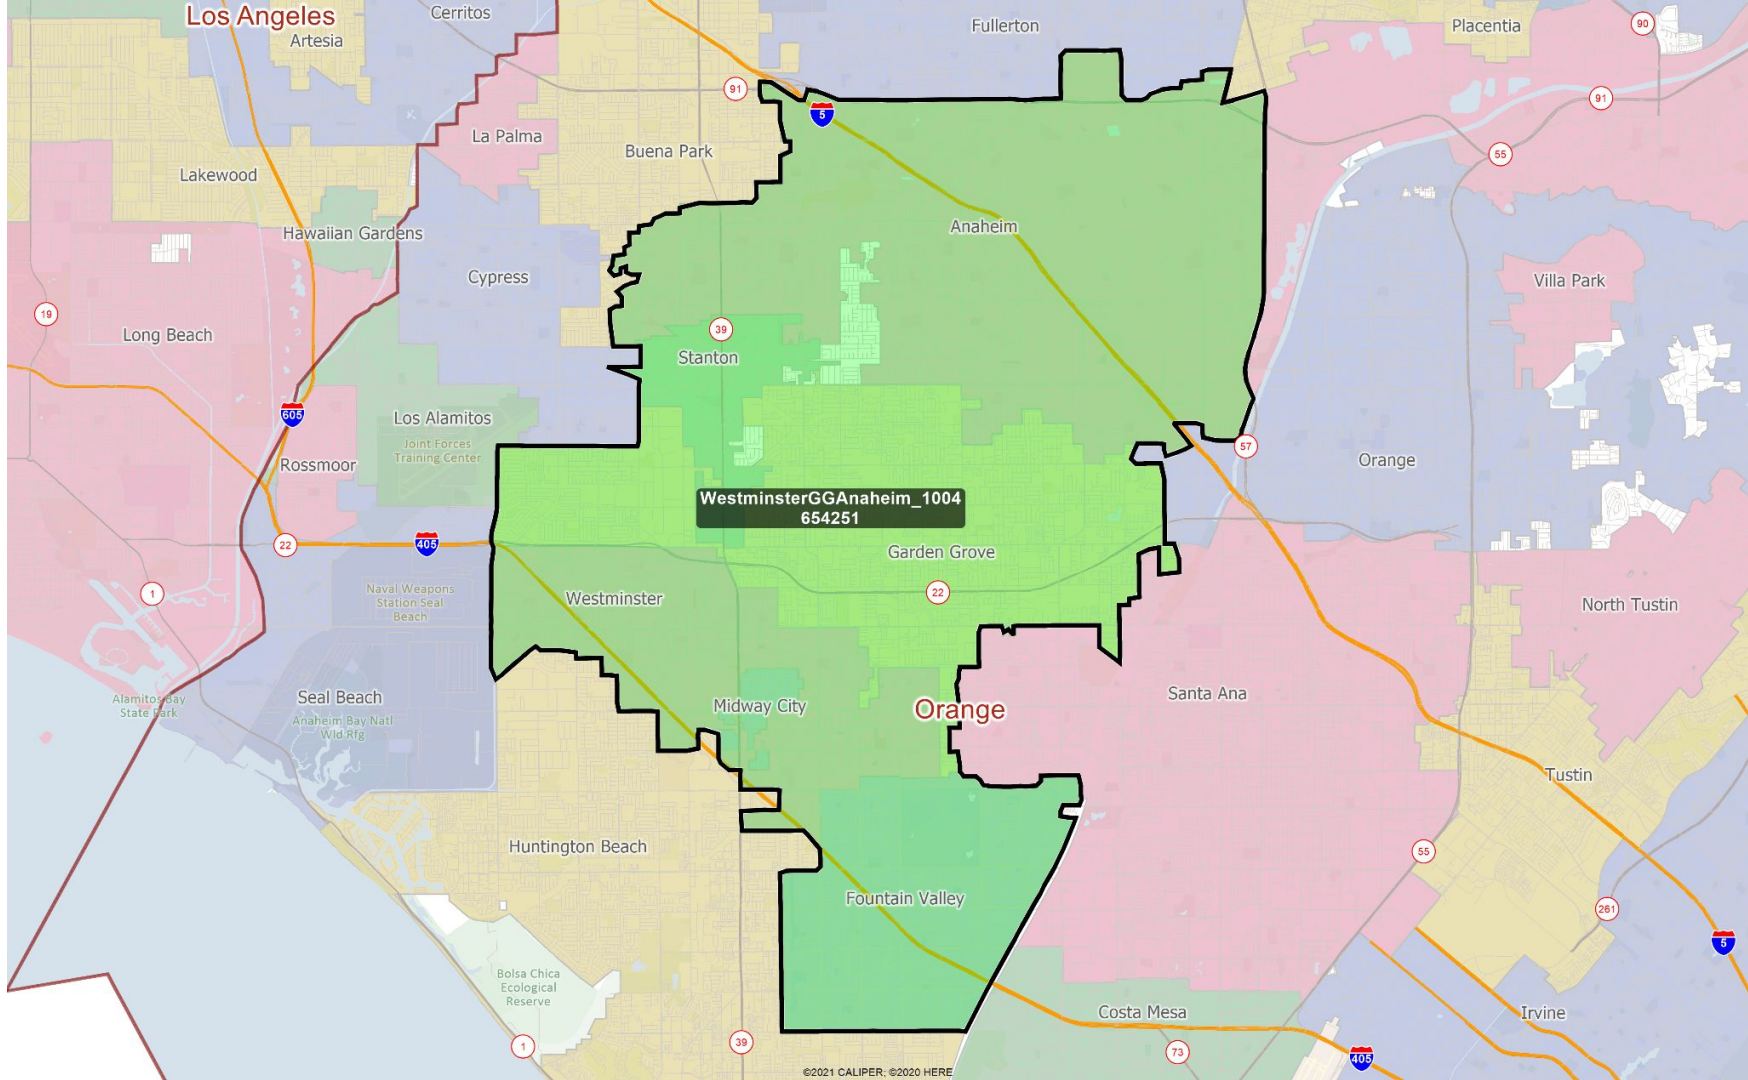 Los Angeles
Cerritos
Artesia
Fullerton
Placentia
90
91
5
91
La Palma
Buena Park
55
Lakewood
Anaheim
Hawaiian Gardens
Cypress
Villa Park
19
Long Beach
39
Stanton
605
Los Alamitos
Joint Forces
Training Center
57
Rossmoor
Orange
WestminsterGGAnaheim_1004
654251
22
405
Garden Grove
1
Naval Weapons
Station Seal
Beach
Westminster
22
North Tustin
Seal Beach
Alamitos Bay
State Park
Anaheim Bay Natl
Wld Rfg
Midway City
Orange
Santa Ana
Tustin
Huntington Beach
55
Fountain Valley
261
5
Bolsa Chica
Ecological
Reserve
Costa Mesa
Irvine
1
39
73
405
©2021 CALIPER; ©2020 HERE